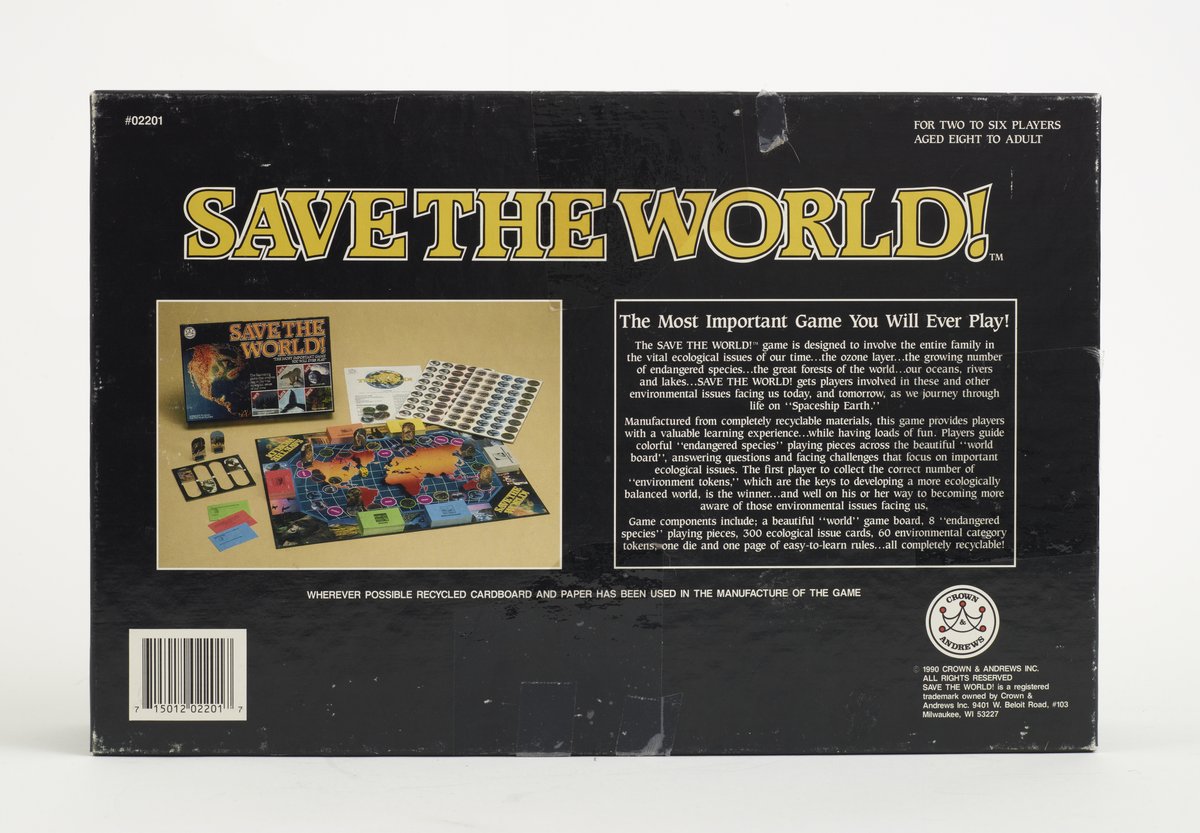 #02201
FOR TWO TO SIX PLAYERS
AGED EIGHT TO ADULT
SAVE THE WORLD!™
SAVE THE
WORLD!
The Most Important Game You Will Ever Play!
The SAVE THE WORLD!™ game is designed to involve the entire family in
the vital ecological issues of our time...the ozone layer...the growing number
of endangered species...the great forests of the world...our oceans, rivers
and lakes...SAVE THE WORLD! gets players involved in these and other
environmental issues facing us today, and tomorrow, as we journey through
life on ''Spaceship Earth.''
Manufactured from completely recyclable materials, this game provides players
with a valuable learning experience...while having loads of fun. Players guide
colorful ''endangered species'' playing pieces across the beautiful ''world
board'', answering questions and facing challenges that focus on important
ecological issues. The first player to collect the correct number of
''environment tokens,'' which are the keys to developing a more ecologically
balanced world, is the winner...and well on his or her way to becoming more
aware of those environmental issues facing us.
Game components include; a beautiful ''world'' game board, 8 ''endangered
species'' playing pieces, 300 ecological issue cards, 60 environmental category
tokens, one die and one page of easy-to-learn rules...all completely recyclable!
WHEREVER POSSIBLE RECYCLED CARDBOARD AND PAPER HAS BEEN USED IN THE MANUFACTURE OF THE GAME
CROWN
&
ANDREWS
© 1990 CROWN & ANDREWS INC.
ALL RIGHTS RESERVED
SAVE THE WORLD! is a registered
trademark owned by Crown &
Andrews Inc. 9401 W. Beloit Road, #103
Milwaukee, WI 53227
7 15012 02201 7